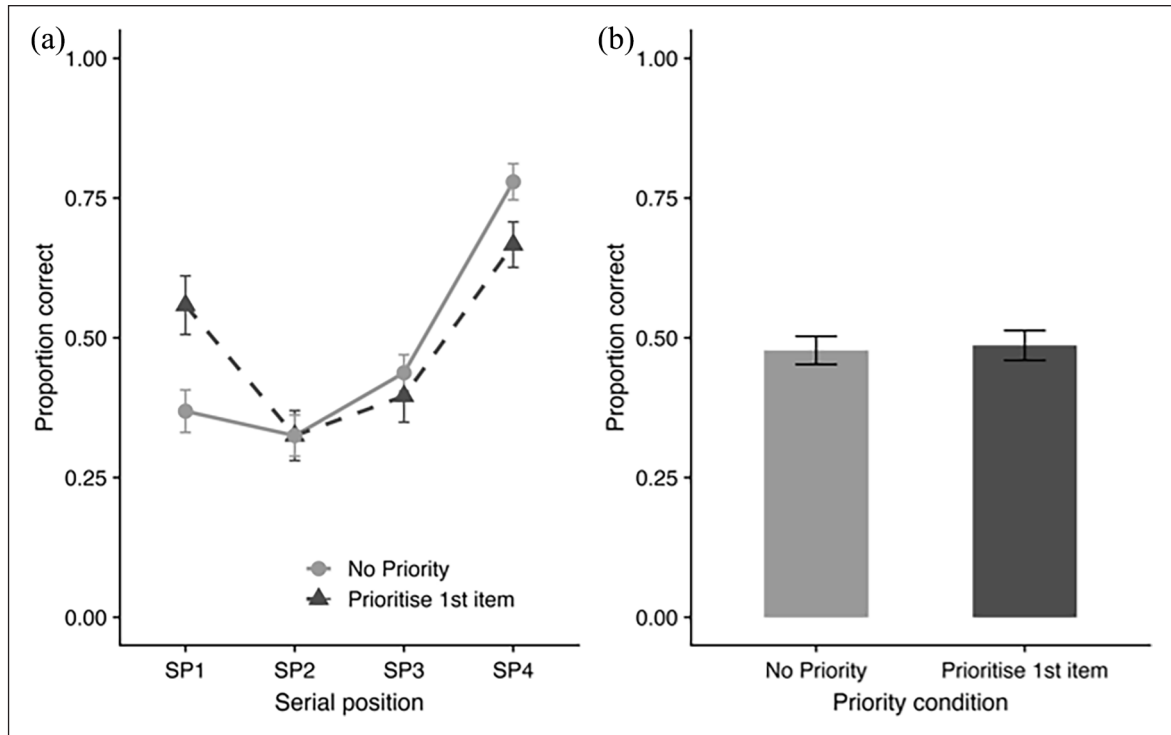 (a)
1.00
0.75
0.50
0.25
0.00
Proportion correct
No Priority
Prioritise 1st item
SP1 SP2 SP3 SP4
Serial position
(b)
1.00
0.75
0.50
0.25
0.00
Proportion correct
No Priority Prioritise 1st item
Priority condition